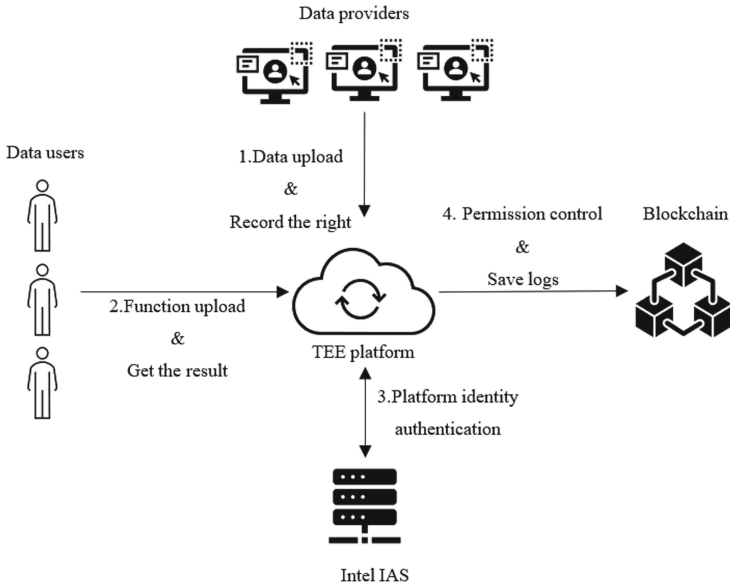 Data providers
Data users
1.Data upload
&
Record the right
4. Permission control
&
Save logs
Blockchain
2.Function upload
&
Get the result
TEE platform
3.Platform identity
authentication
Intel IAS